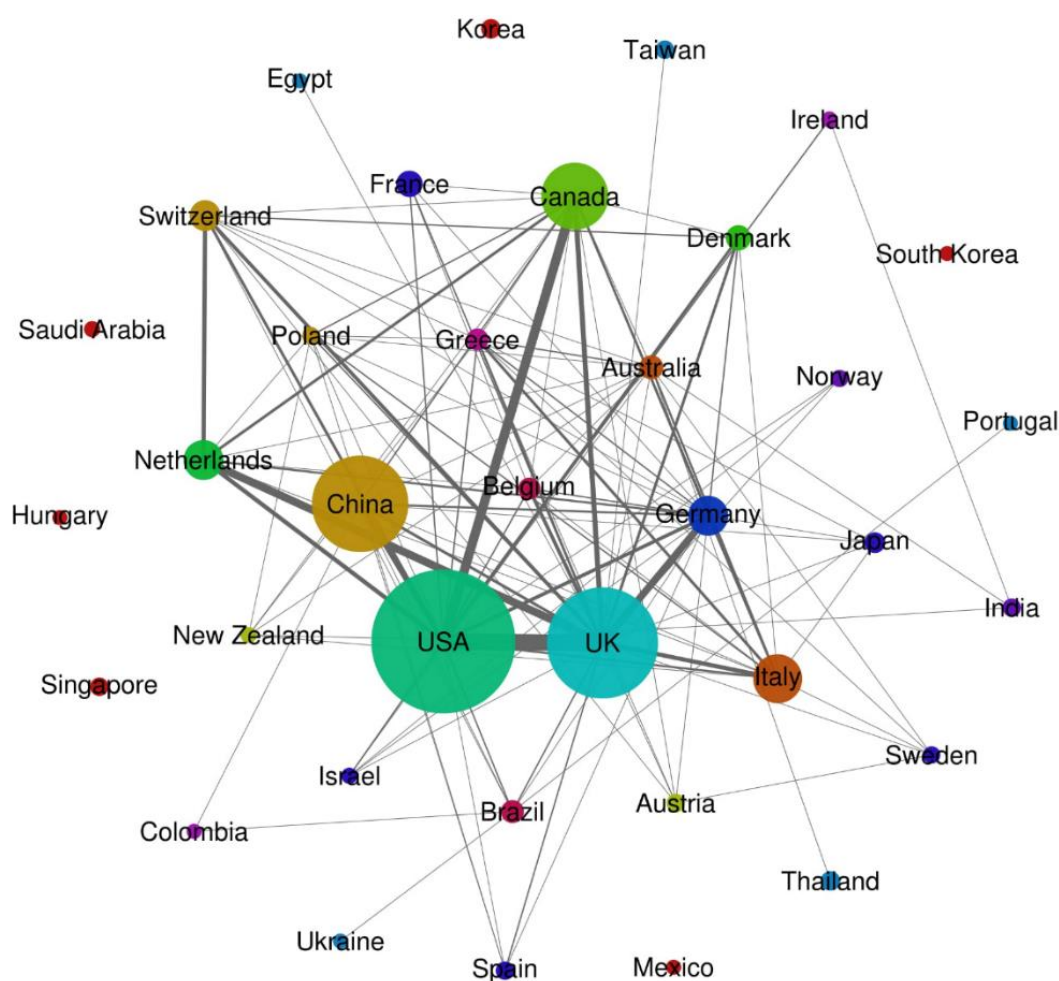 Korea
Taiwan
Egypt
Ireland
France
Canada
Switzerland
Denmark
South Korea
Saudi Arabia
Poland
Greece
Australia
Norway
Portugal
Netherlands
China
Belgium
Germany
Hungary
Japan
India
New Zealand
USA
UK
Italy
Singapore
Israel
Sweden
Colombia
Brazil
Austria
Thailand
Ukraine
Spain
Mexico